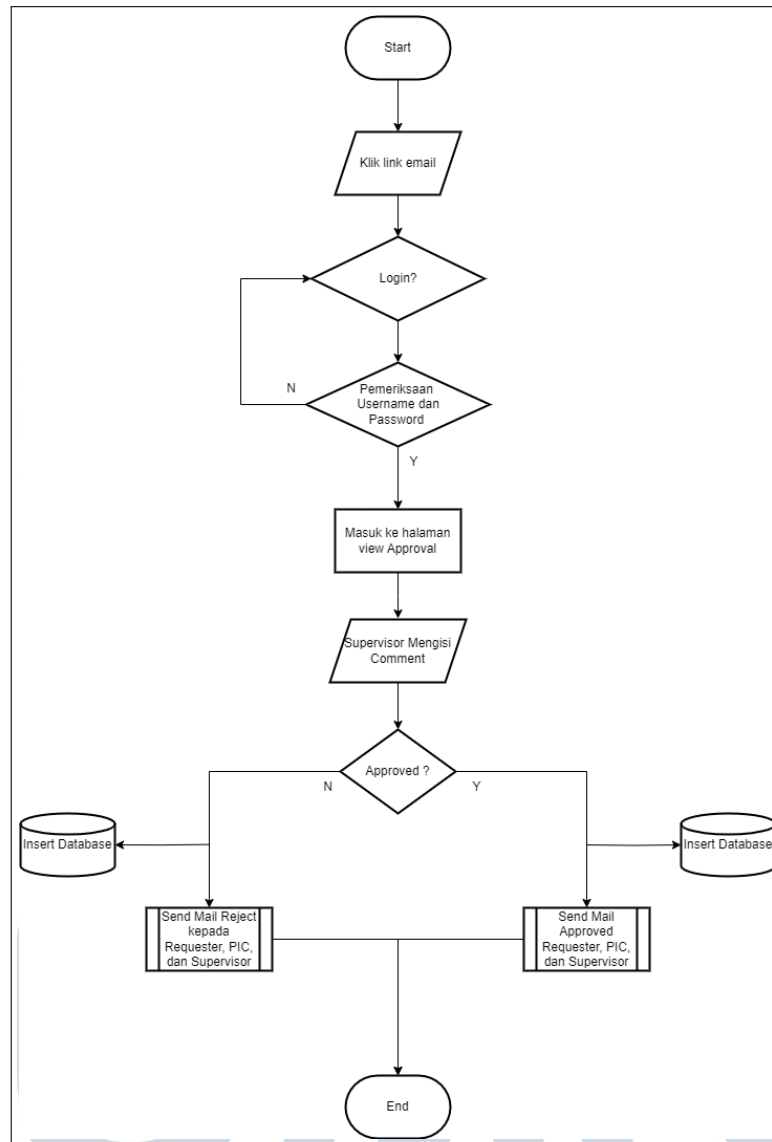 Start
Klik link email
Login?
N
Pemeriksaan
Username dan
Password
Y
Masuk ke halaman
view Approval
Supervisor Mengisi
Comment
Approved ?
N
Y
Insert Database
Insert Database
Send Mail Reject
kepada
Requester, PIC,
dan Supervisor
Send Mail
Approved
Requester, PIC,
dan Supervisor
End